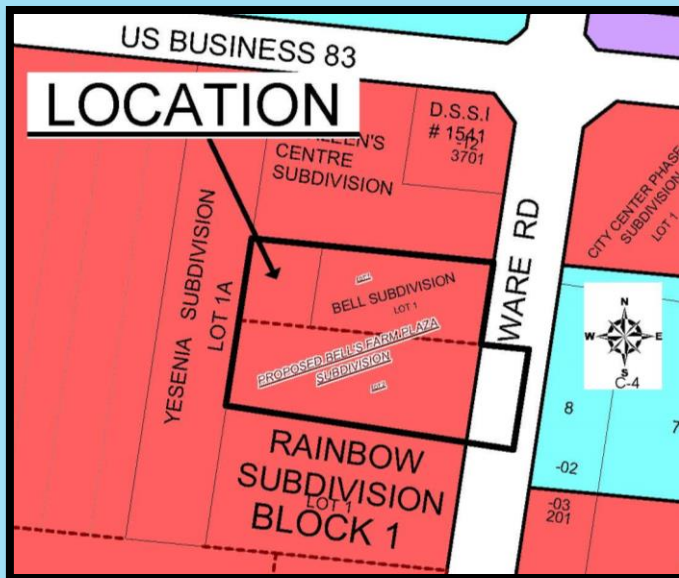 US BUSINESS 83
LOCATION
D.S.S.I
# 1541
3701
CENTRE
SUBDIVISION
CITY CENTER PHASE
SUBDIVISION
LOT 1
YESENIA SUBDIVISION
LOT 1A
WARE RD
BELL SUBDIVISION
LOT 1
PROPOSED BELL'S FARM PLAZA
SUBDIVISION
N
W E
S
C-4
8
7
-02
-03
201
RAINBOW
SUBDIVISION
LOT 1
BLOCK 1